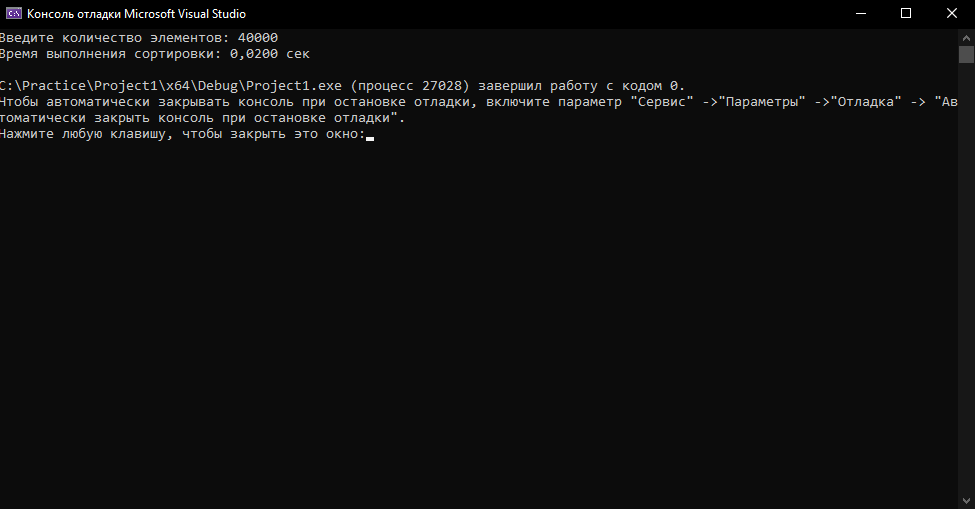 Консоль отладки Microsoft Visual Studio
Введите количество элементов: 40000
Время выполнения сортировки: 0,0200 сек
C:\Practice\Project1\x64\Debug\Project1.exe (процесс 27028) завершил работу с кодом 0.
Чтобы автоматически закрывать консоль при остановке отладки, включите параметр "Сервис" ->"Параметры" ->"Отладка" -> "Ав
томатически закрыть консоль при остановке отладки".
Нажмите любую клавишу, чтобы закрыть это окно: